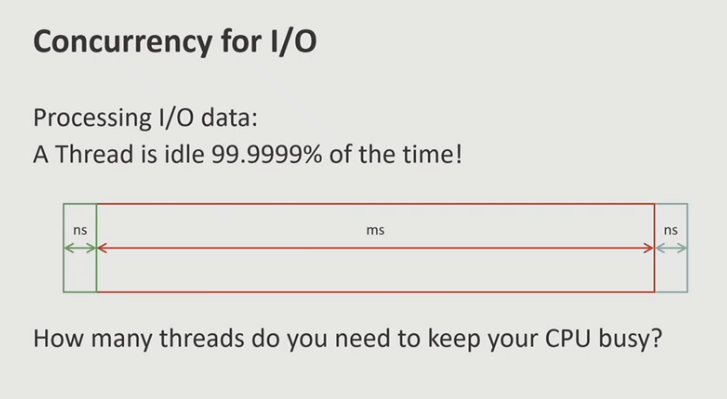 Concurrency for I/O
Processing I/O data:
A Thread is idle 99.9999% of the time!
ns
ms
ns
How many threads do you need to keep your CPU busy?